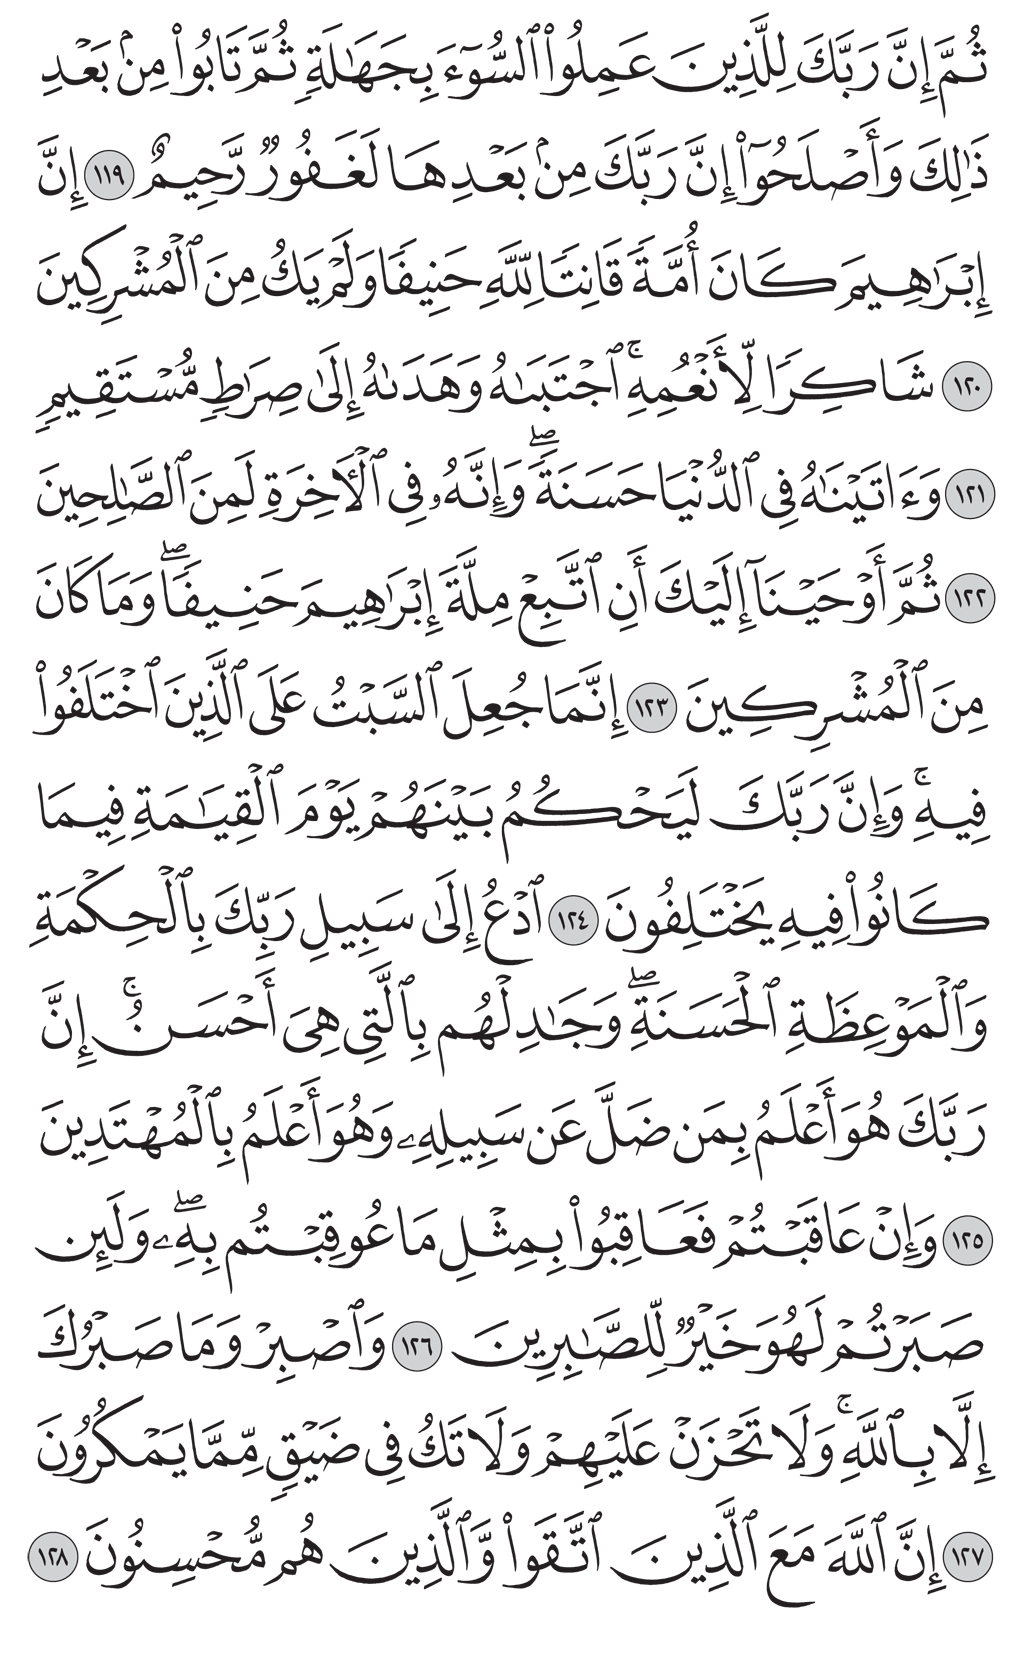 ثُمَّ إِنَّ رَبَّكَ لِلَّذِينَ عَمِلُوا۟ ٱلسُّوٓءَ بِجَهَـٰلَةٍ ثُمَّ تَابُوا۟ مِنۢ بَعْدِ
ذَٰلِكَ وَأَصْلَحُوٓا۟ إِنَّ رَبَّكَ مِنۢ بَعْدِهَا لَغَفُورٌ رَّحِيمٌ ١١٩ إِنَّ
إِبْرَٰهِيمَ كَانَ أُمَّةً قَانِتًا لِّلَّهِ حَنِيفًا وَلَمْ يَكُ مِنَ ٱلْمُشْرِكِينَ
١٢٠ شَاكِرًا لِّأَنْعُمِهِ ۚ ٱجْتَبَىٰهُ وَهَدَىٰهُ إِلَىٰ صِرَٰطٍ مُّسْتَقِيمٍ
١٢١ وَءَاتَيْنَـٰهُ فِى ٱلدُّنْيَا حَسَنَةً ۖ وَإِنَّهُۥ فِى ٱلْـَٔاخِرَةِ لَمِنَ ٱلصَّـٰلِحِينَ
١٢٢ ثُمَّ أَوْحَيْنَآ إِلَيْكَ أَنِ ٱتَّبِعْ مِلَّةَ إِبْرَٰهِيمَ حَنِيفًا ۖ وَمَا كَانَ
مِنَ ٱلْمُشْرِكِينَ ١٢٣ إِنَّمَا جُعِلَ ٱلسَّبْتُ عَلَى ٱلَّذِينَ ٱخْتَلَفُوا۟
فِيهِ ۚ وَإِنَّ رَبَّكَ لَيَحْكُمُ بَيْنَهُمْ يَوْمَ ٱلْقِيَـٰمَةِ فِيمَا
كَانُوا۟ فِيهِ يَخْتَلِفُونَ ١٢٤ ٱدْعُ إِلَىٰ سَبِيلِ رَبِّكَ بِٱلْحِكْمَةِ
وَٱلْمَوْعِظَةِ ٱلْحَسَنَةِ ۖ وَجَـٰدِلْهُم بِٱلَّتِى هِىَ أَحْسَنُ ۚ إِنَّ
رَبَّكَ هُوَ أَعْلَمُ بِمَن ضَلَّ عَن سَبِيلِهِۦ وَهُوَ أَعْلَمُ بِٱلْمُهْتَدِينَ
١٢٥ وَإِنْ عَاقَبْتُمْ فَعَاقِبُوا۟ بِمِثْلِ مَا عُوقِبْتُم بِهِۦ ۖ وَلَئِن
صَبَرْتُمْ لَهُوَ خَيْرٌ لِّلصَّـٰبِرِينَ ١٢٦ وَٱصْبِرْ وَمَا صَبْرُكَ
إِلَّا بِٱللَّهِ ۚ وَلَا تَحْزَنْ عَلَيْهِمْ وَلَا تَكُ فِى ضَيْقٍ مِّمَّا يَمْكُرُونَ
١٢٧ إِنَّ ٱللَّهَ مَعَ ٱلَّذِينَ ٱتَّقَوا۟ وَّٱلَّذِينَ هُم مُّحْسِنُونَ ١٢٨